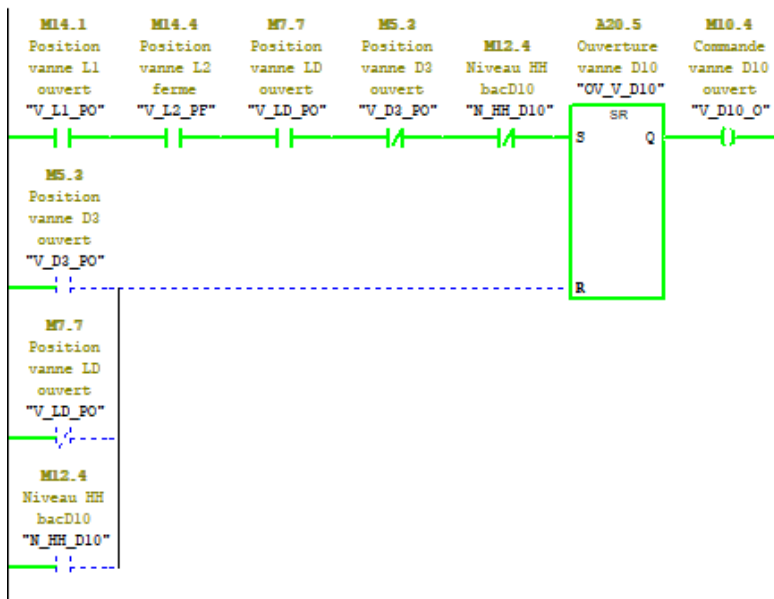 M14.1 M14.4 M7.7 M5.3 A20.5 M10.4
Position Position Position Position M12.4 Ouverture Commande
vanne L1 vanne L2 vanne LD vanne D3 Niveau HH vanne D10 vanne D10
ouvert ferme ouvert ouvert bacD10 "OV_V_D10" ouvert
"V_L1_PO" "V_L2_PF" "V_LD_PO" "V_D3_PO" "N_HH_D10" SR "V_D10_O"
S Q
M5.3
Position
vanne D3
ouvert
"V_D3_PO"
R
M7.7
Position
vanne LD
ouvert
"V_LD_PO"
M12.4
Niveau HH
bacD10
"N_HH_D10"